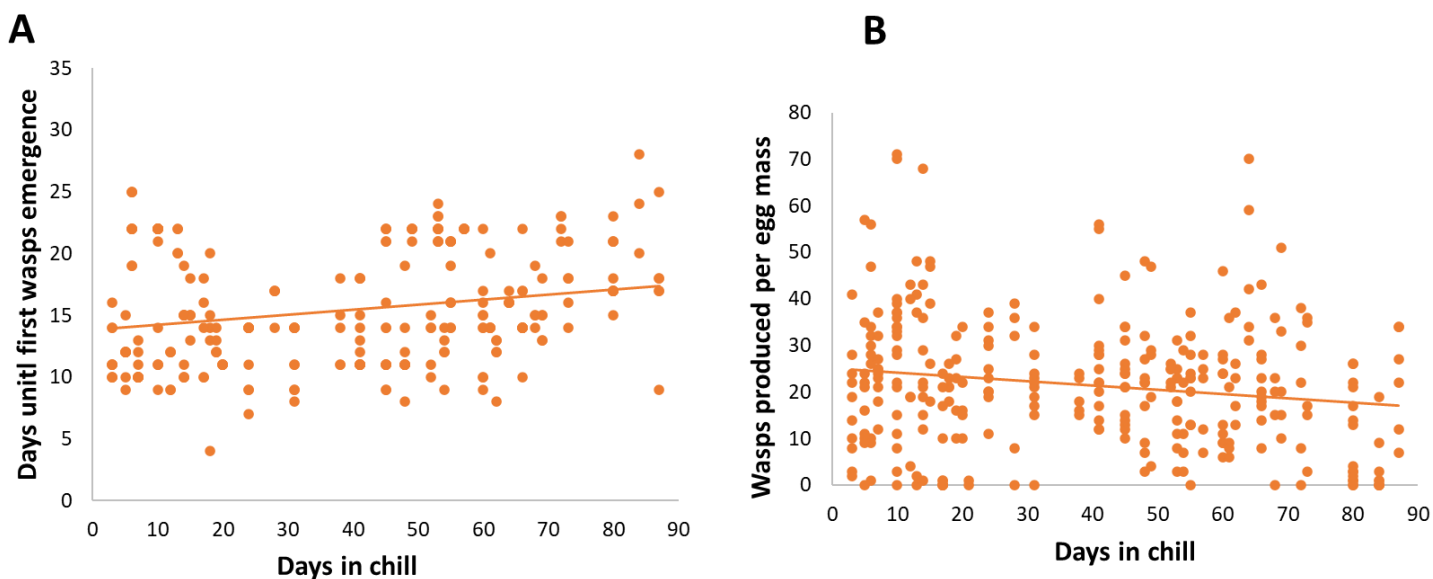 A
B
Days unitl first wasps emergence
35
30
25
20
15
10
5
0
0 10 20 30 40 50 60 70 80 90
Days in chill
Wasps produced per egg mass
80
70
60
50
40
30
20
10
0
0 10 20 30 40 50 60 70 80 90
Days in chill